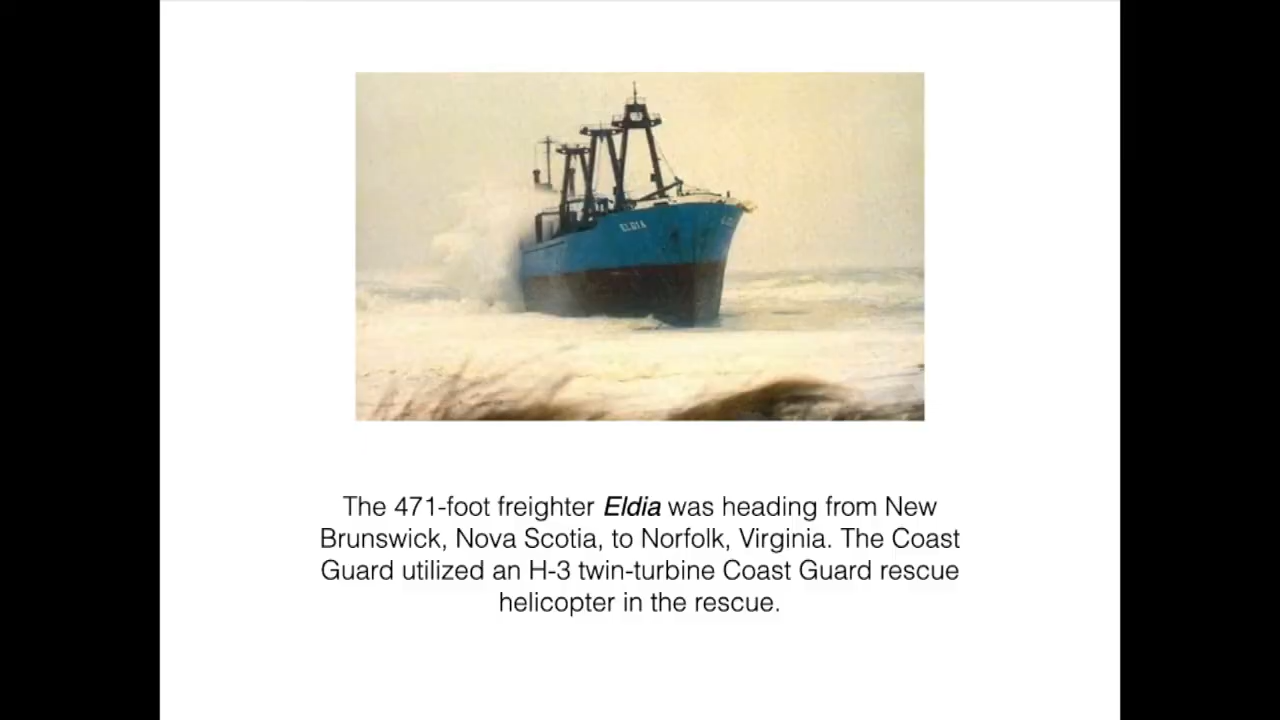 ELDIA
The 471-foot freighter Eldia was heading from New
Brunswick, Nova Scotia, to Norfolk, Virginia. The Coast
Guard utilized an H-3 twin-turbine Coast Guard rescue
helicopter in the rescue.